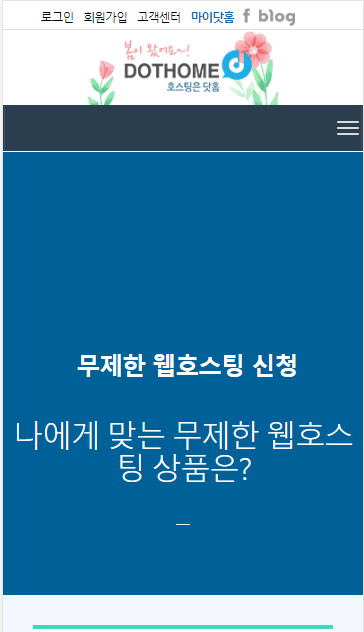 로그인 회원가입 고객센터 마이닷홈 f blog
봄이 왔어요~!
DOTHOME
호스팅은 닷홈
무제한 웹호스팅 신청
나에게 맞는 무제한 웹호스
팅 상품은?